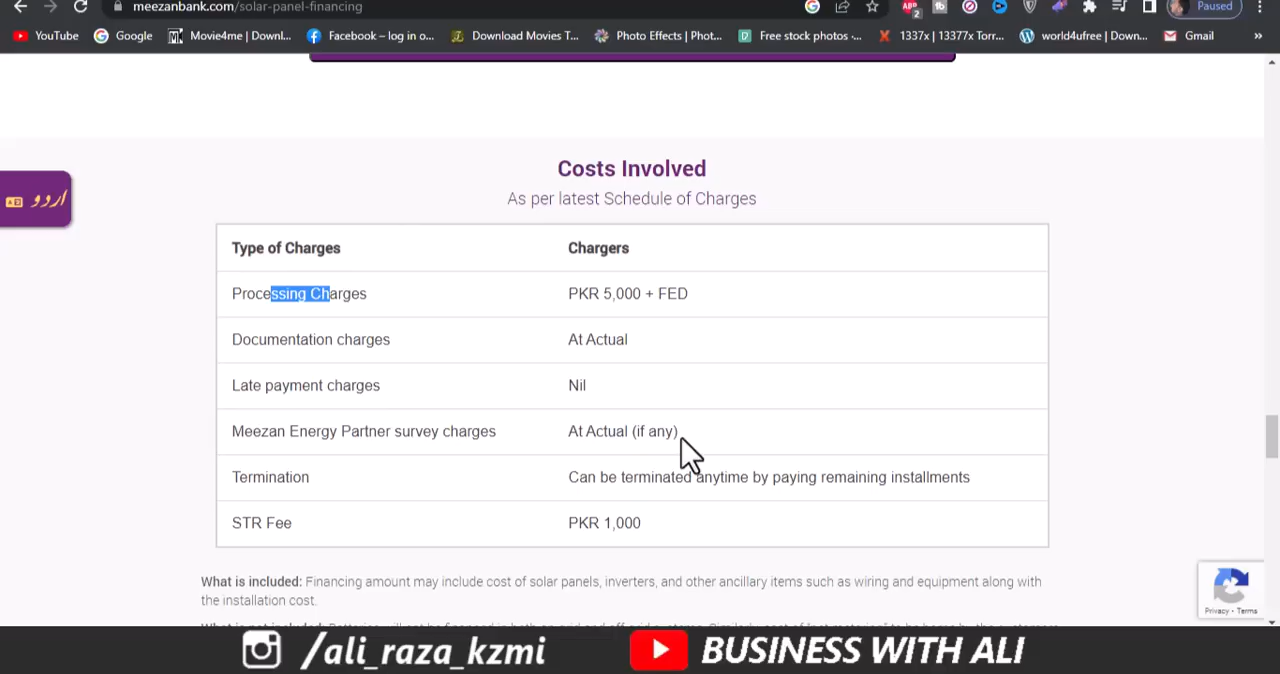 meezanbank.com/solar-panel-financing
2
Paused
YouTube
Google
Movie4me | Downl...
Facebook – log in o...
Download Movies T...
Photo Effects | Phot...
Free stock photos -...
1337x | 13377x Torr...
world4ufree | Down...
Gmail
»
Costs Involved
As per latest Schedule of Charges
اردو
Type of Charges Chargers
Processing Charges PKR 5,000 + FED
Documentation charges At Actual
Late payment charges Nil
Meezan Energy Partner survey charges At Actual (if any)
Termination Can be terminated anytime by paying remaining installments
STR Fee PKR 1,000
What is included: Financing amount may include cost of solar panels, inverters, and other ancillary items such as wiring and equipment along with
the installation cost.
Privacy - Terms
/ali_raza_kzmi
BUSINESS WITH ALI